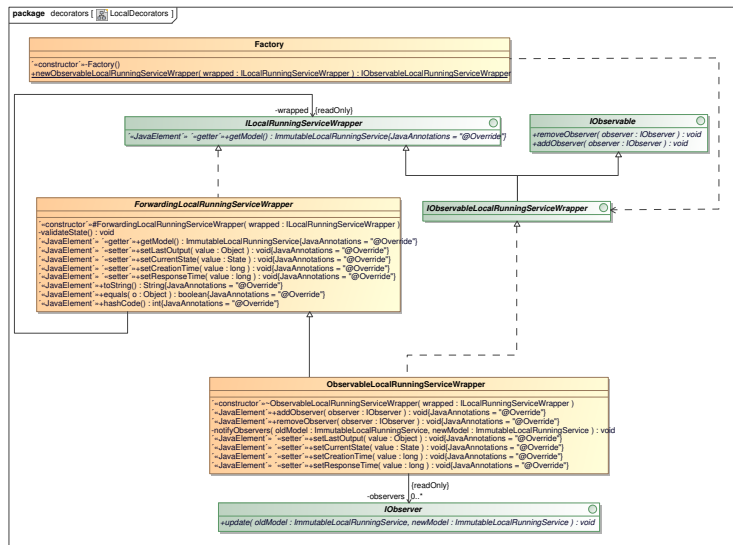 package decorators [ LocalDecorators ]
Factory
´«constructor´»-Factory()
+newObservableLocalRunningServiceWrapper( wrapped : ILocalRunningServiceWrapper ) : IObservableLocalRunningServiceWrapper
-wrapped {readOnly}
ILocalRunningServiceWrapper
´«JavaElement´» ´«getter´»+getModel() : ImmutableLocalRunningService{JavaAnnotations = "@Override"}
IObservable
+removeObserver( observer : IObserver ) : void
+addObserver( observer : IObserver ) : void
ForwardingLocalRunningServiceWrapper
´«constructor´»#ForwardingLocalRunningServiceWrapper( wrapped : ILocalRunningServiceWrapper )
-validateState() : void
´«JavaElement´» ´«getter´»+getModel() : ImmutableLocalRunningService{JavaAnnotations = "@Override"}
´«JavaElement´» ´«setter´»+setLastOutput( value : Object ) : void{JavaAnnotations = "@Override"}
´«JavaElement´» ´«setter´»+setCurrentState( value : State ) : void{JavaAnnotations = "@Override"}
´«JavaElement´» ´«setter´»+setCreationTime( value : long ) : void{JavaAnnotations = "@Override"}
´«JavaElement´» ´«setter´»+setResponseTime( value : long ) : void{JavaAnnotations = "@Override"}
´«JavaElement´»+toString() : String{JavaAnnotations = "@Override"}
´«JavaElement´»+equals( o : Object ) : boolean{JavaAnnotations = "@Override"}
´«JavaElement´»+hashCode() : int{JavaAnnotations = "@Override"}
IObservableLocalRunningServiceWrapper
ObservableLocalRunningServiceWrapper
´«constructor´»~ObservableLocalRunningServiceWrapper( wrapped : ILocalRunningServiceWrapper )
´«JavaElement´»+addObserver( observer : IObserver ) : void{JavaAnnotations = "@Override"}
´«JavaElement´»+removeObserver( observer : IObserver ) : void{JavaAnnotations = "@Override"}
-notifyObservers( oldModel : ImmutableLocalRunningService, newModel : ImmutableLocalRunningService ) : void
´«JavaElement´» ´«setter´»+setLastOutput( value : Object ) : void{JavaAnnotations = "@Override"}
´«JavaElement´» ´«setter´»+setCurrentState( value : State ) : void{JavaAnnotations = "@Override"}
´«JavaElement´» ´«setter´»+setCreationTime( value : long ) : void{JavaAnnotations = "@Override"}
´«JavaElement´» ´«setter´»+setResponseTime( value : long ) : void{JavaAnnotations = "@Override"}
{readOnly}
-observers 0..*
IObserver
+update( oldModel : ImmutableLocalRunningService, newModel : ImmutableLocalRunningService ) : void